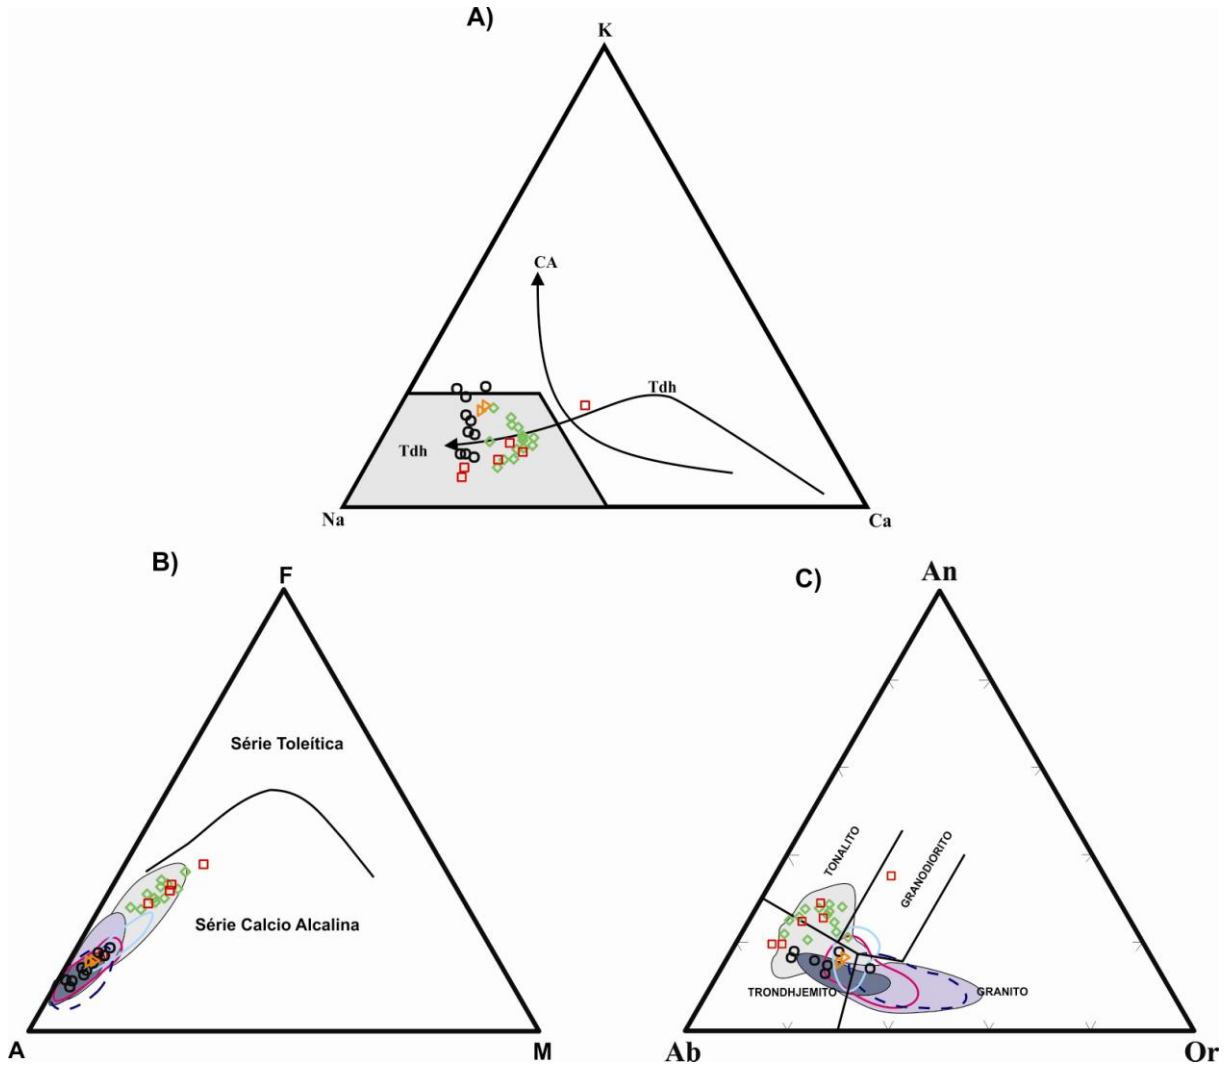 A)
K
CA
Tdh
Tdh
Na
Ca
B)
F
Série Toleítica
Série Calcio Alcalina
A
M
C)
An
TONALITO
GRANODIORITO
TRONDHJEMITO
GRANITO
Ab
Or